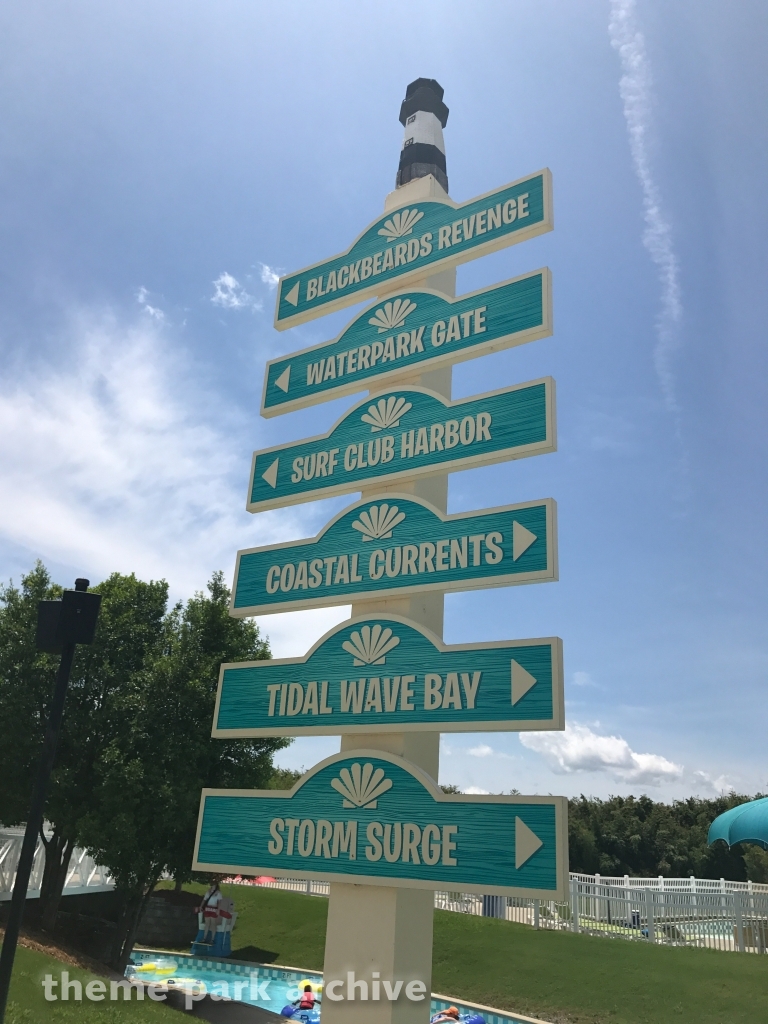 BLACKBEARDS REVENGE
WATERPARK GATE
SURF CLUB HARBOR
COASTAL CURRENTS
TIDAL WAVE BAY
STORM SURGE
theme park archive